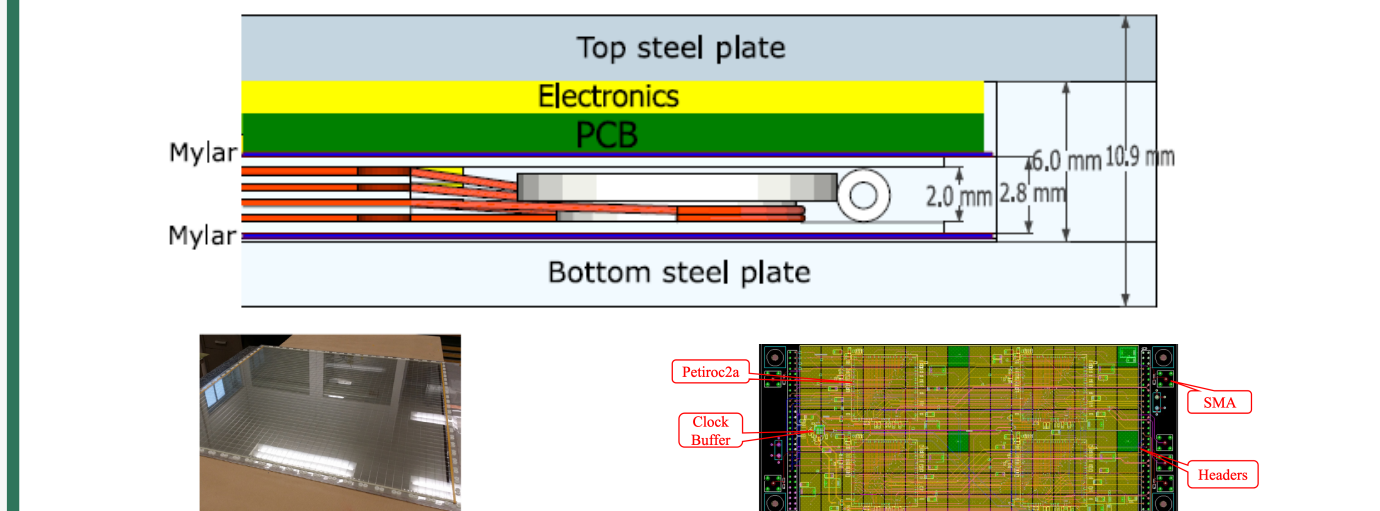 Top steel plate
Electronics
PCB
Mylar
6.0 mm
10.9 mm
2.0 mm
2.8 mm
Mylar
Bottom steel plate
Petiroc2a
Clock
Buffer
SMA
Headers